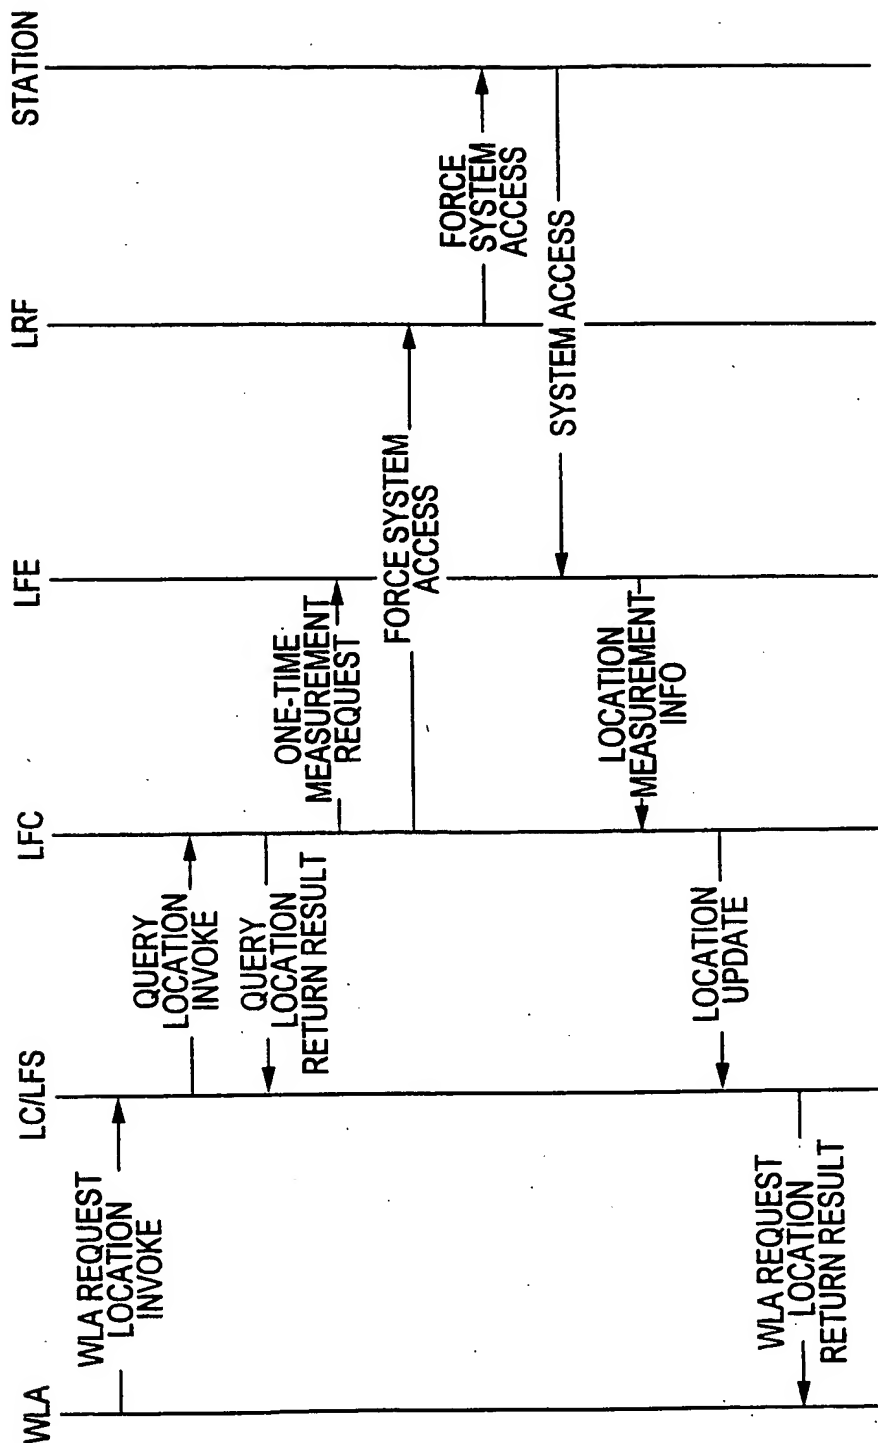 WLA
LC/LFS
LFC
LFE
LRF
STATION
WLA REQUEST
LOCATION
INVOKE
QUERY
LOCATION
INVOKE
QUERY
LOCATION
RETURN RESULT
ONE-TIME
MEASUREMENT
REQUEST
FORCE SYSTEM
ACCESS
FORCE
SYSTEM
ACCESS
SYSTEM ACCESS
LOCATION
MEASUREMENT
INFO
LOCATION
UPDATE
WLA REQUEST
LOCATION
RETURN RESULT